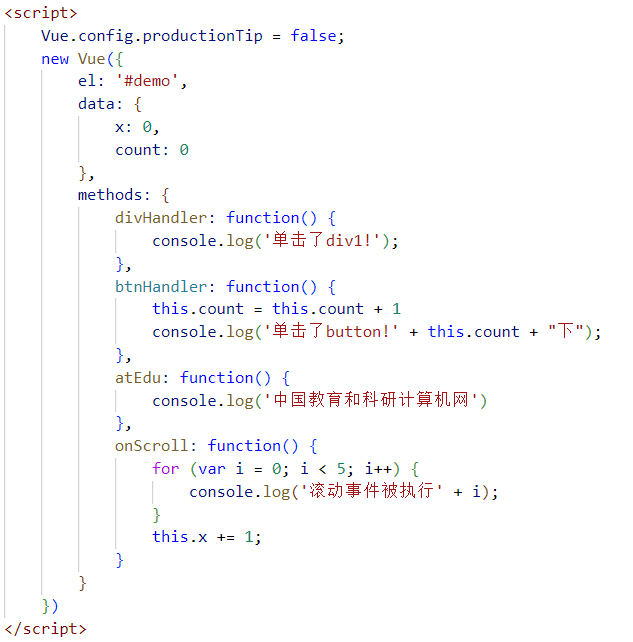 <script>
    Vue.config.productionTip = false;
    new Vue({
        el: '#demo',
        data: {
            x: 0,
            count: 0
        },
        methods: {
            divHandler: function() {
                console.log('单击了div1!');
            },
            btnHandler: function() {
                this.count = this.count + 1
                console.log('单击了button!' + this.count + "下");
            },
            atEdu: function() {
                console.log('中国教育和科研计算机网')
            },
            onScroll: function() {
                for (var i = 0; i < 5; i++) {
                    console.log('滚动事件被执行' + i);
                }
                this.x += 1;
            }
        }
    })
</script>